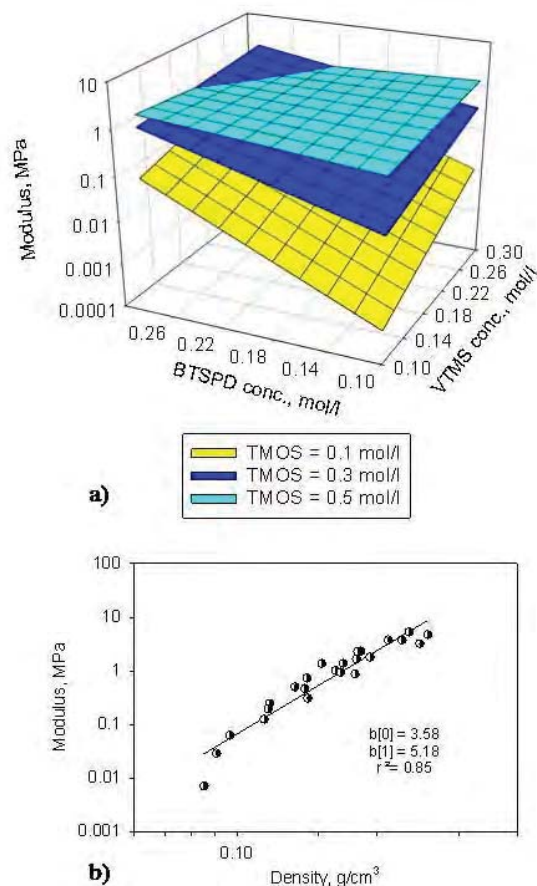 10
1
0.1
0.01
0.001
0.0001
Modulus, MPa
0.26
0.22
0.18
0.14
0.10
BTSPD conc., mol/l
0.30
0.26
0.22
0.18
0.14
0.10
VTMS conc., mol/l
TMOS = 0.1 mol/l
TMOS = 0.3 mol/l
TMOS = 0.5 mol/l
a)
100
10
1
0.1
0.01
0.001
Modulus, MPa
b[0] = 3.58
b[1] = 5.18
r² = 0.85
0.10
Density, g/cm³
b)